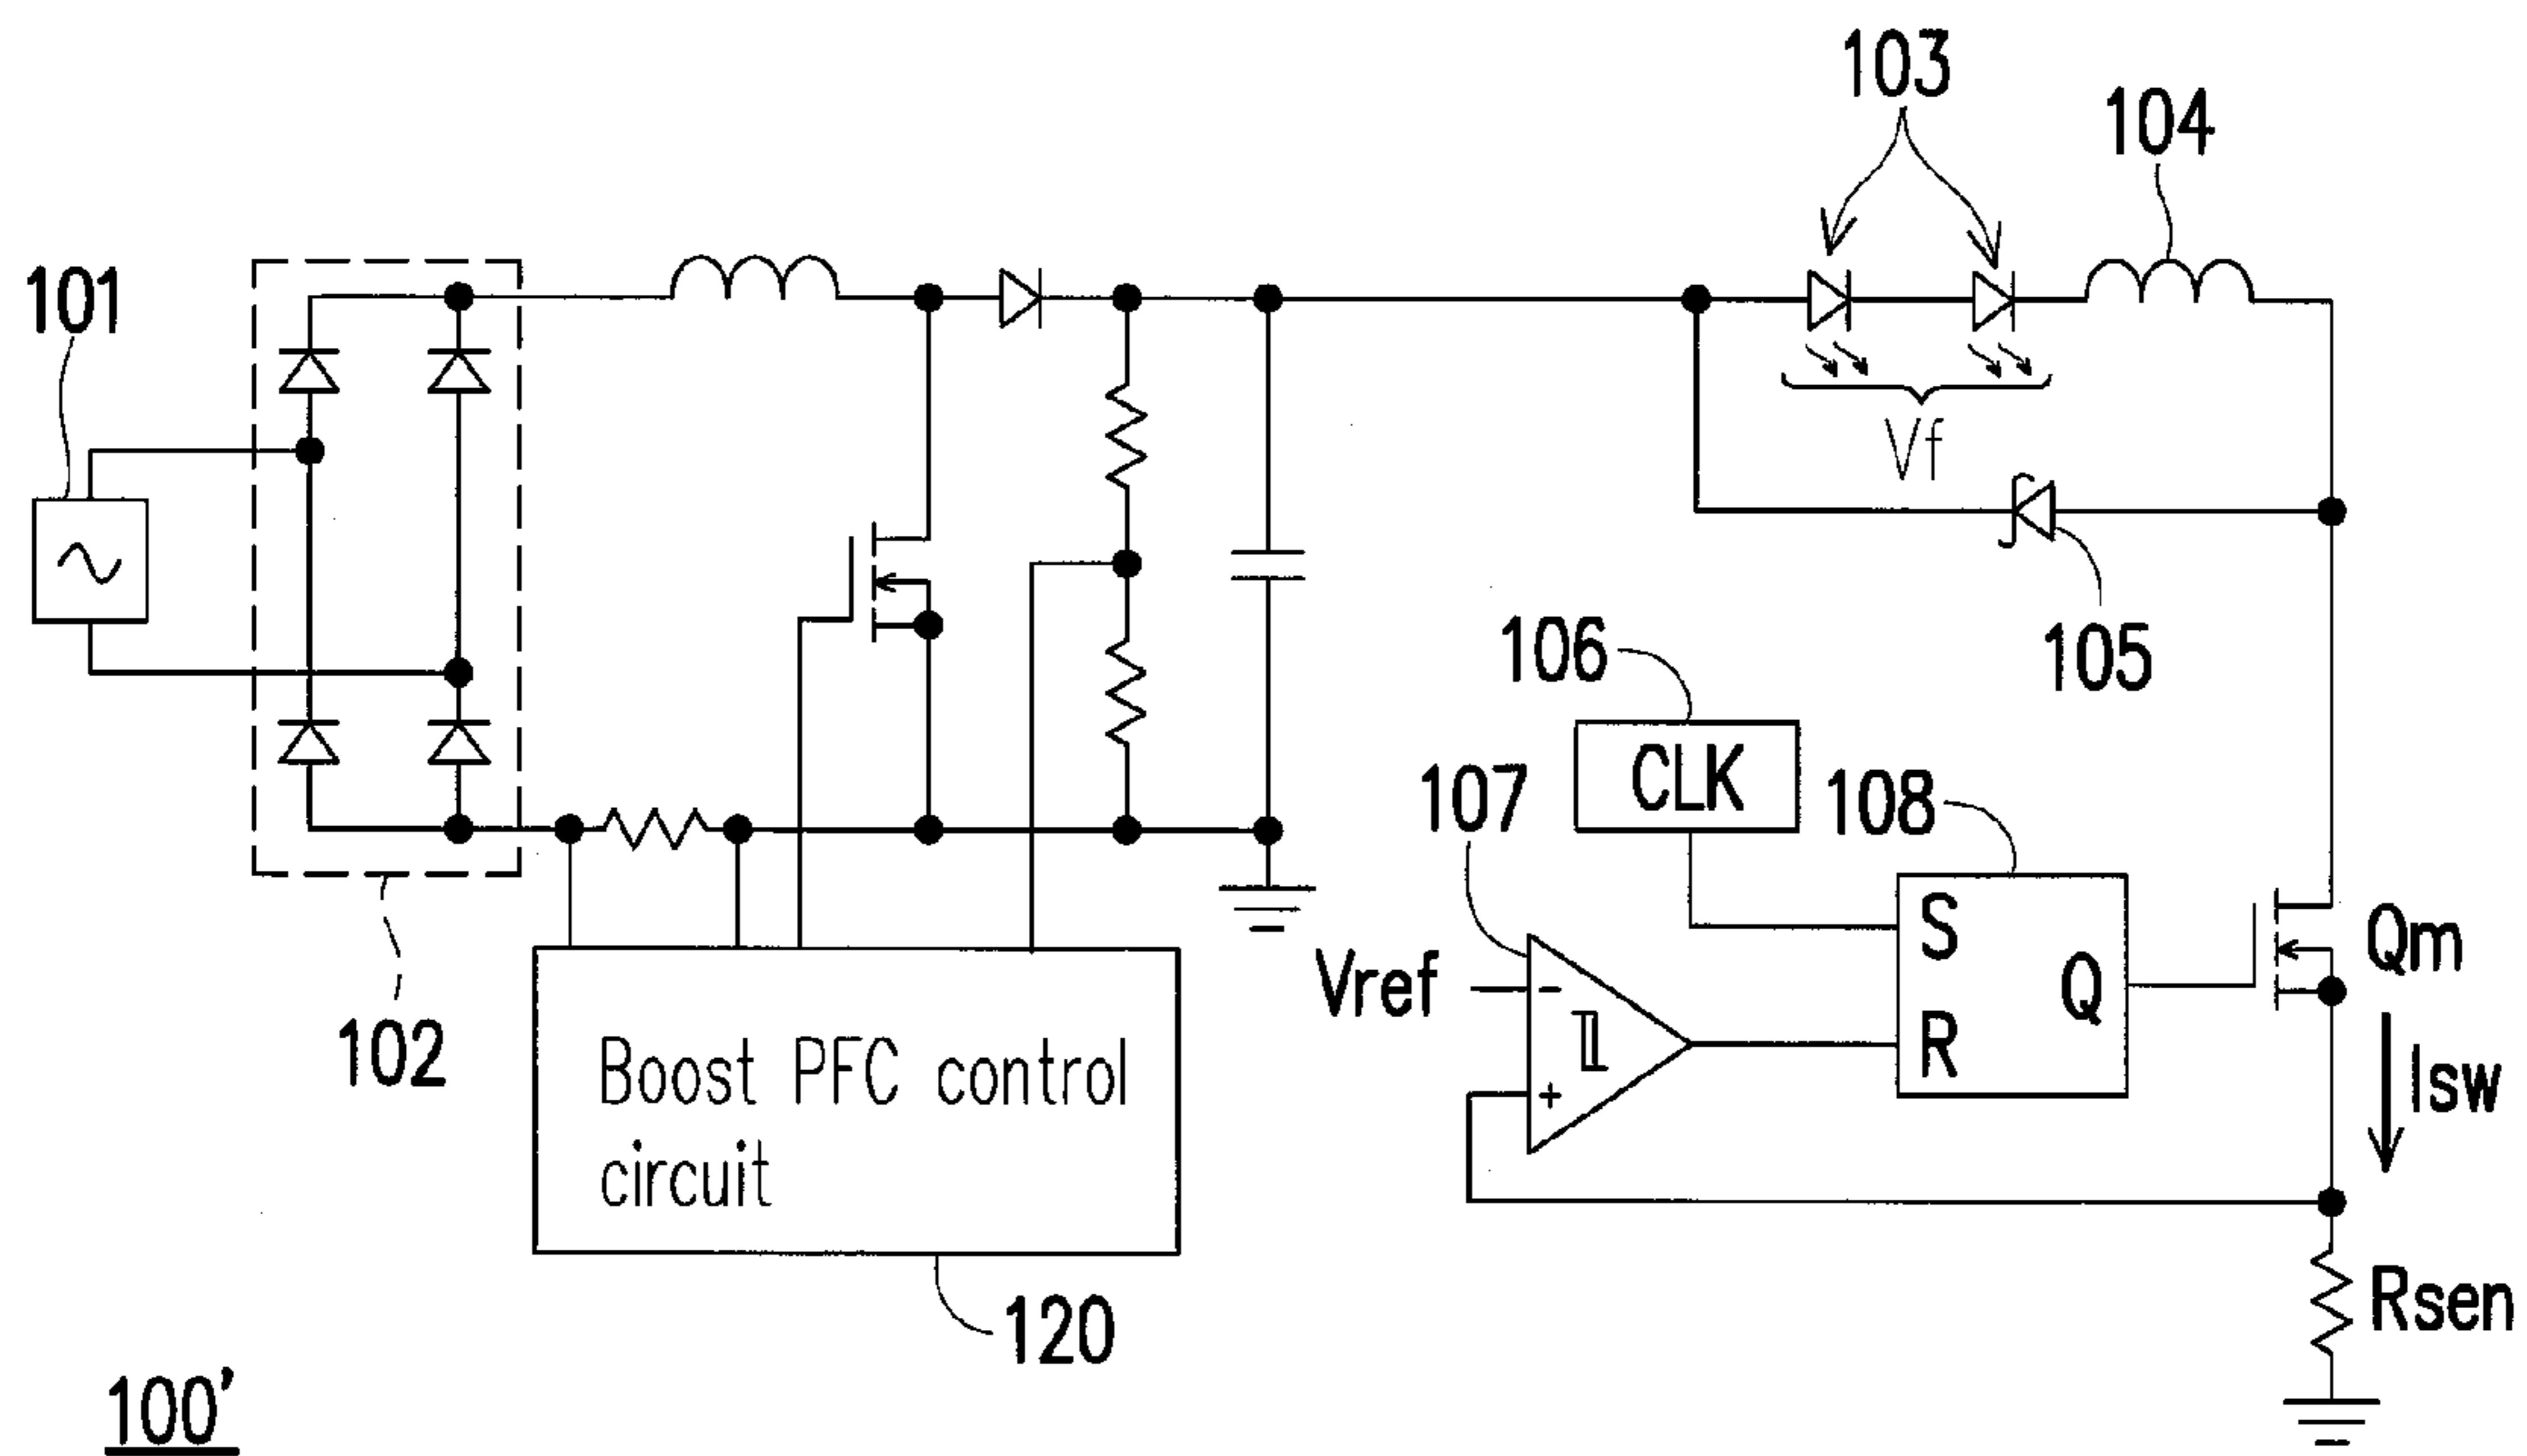 103
104
101
Vf
105
106
CLK
107
108
S
Vref
-
Q
Qm
R
+
Isw
102
Boost PFC control
circuit
120
Rsen
100'